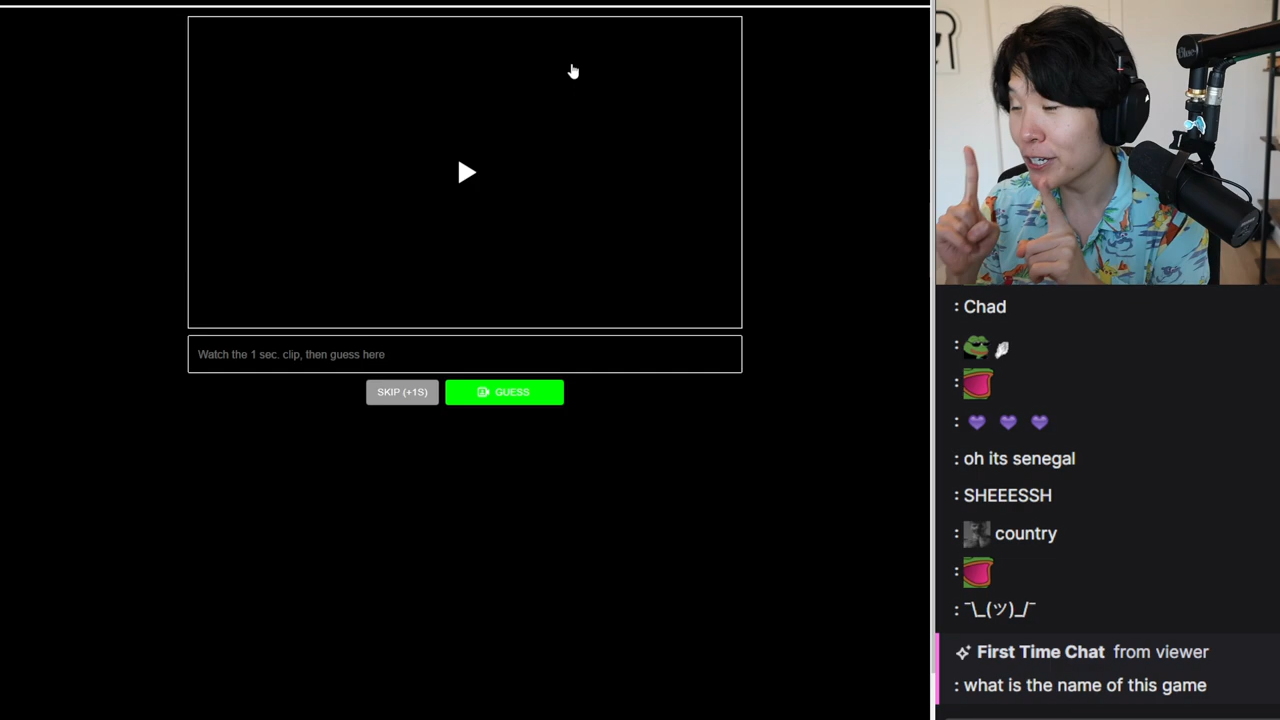 Watch the 1 sec. clip, then guess here
SKIP (+1S)
GUESS
Blue
: Chad
:
:
:
: oh its senegal
: SHEEESSH
: country
:
: ¯\_(ツ)_/¯
First Time Chat from viewer
: what is the name of this game